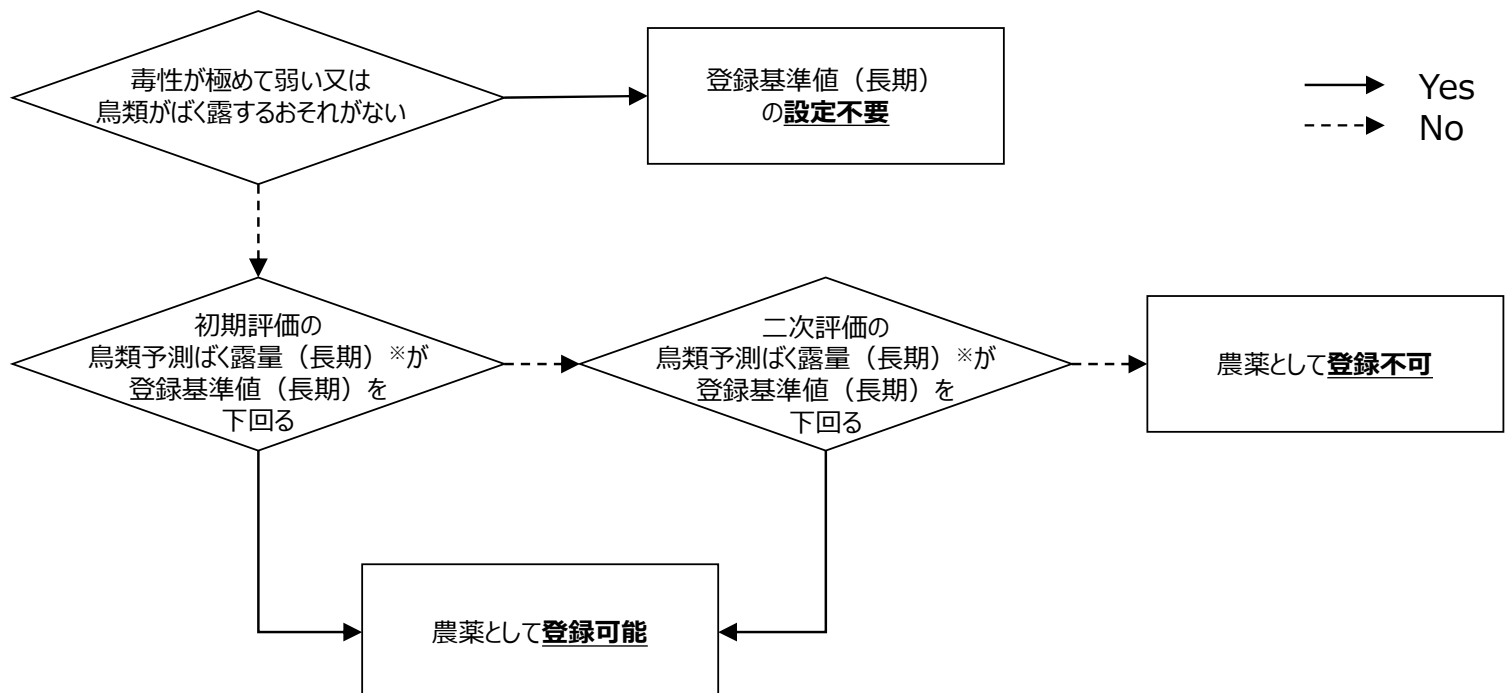 毒性が極めて弱い又は
鳥類がばく露するおそれがない
登録基準値（長期）
の設定不要
Yes
No
初期評価の
鳥類予測ばく露量（長期）※が
登録基準値（長期）を
下回る
二次評価の
鳥類予測ばく露量（長期）※が
登録基準値（長期）を
下回る
農薬として登録不可
農薬として登録可能